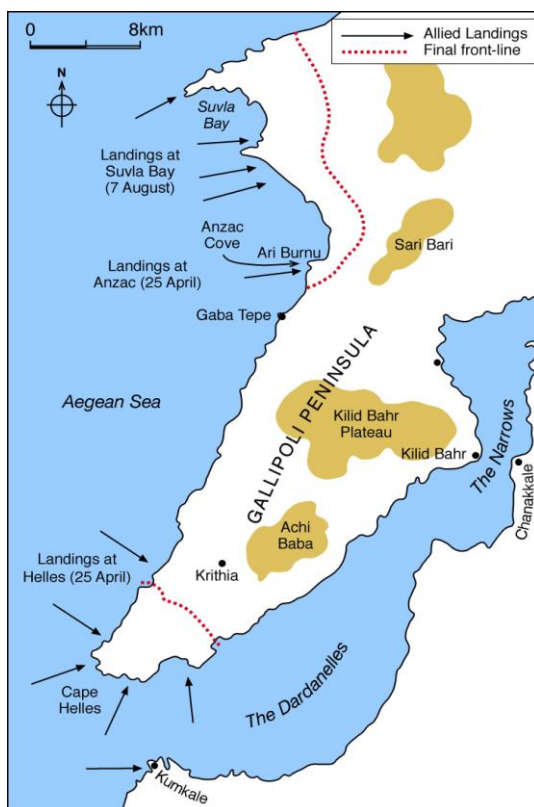 0 8km
Allied Landings
Final front-line
N
Suvla
Bay
Landings at
Suvla Bay
(7 August)
Anzac
Cove
Ari Burnu
Sari Bari
Landings at
Anzac (25 April)
Gaba Tepe
GALLIPOLI PENINSULA
Aegean Sea
Kilid Bahr
Plateau
Kilid Bahr
The Narrows
Chanakkale
Achi
Baba
Landings at
Helles (25 April)
Krithia
Cape
Helles
The Dardanelles
Kumkale